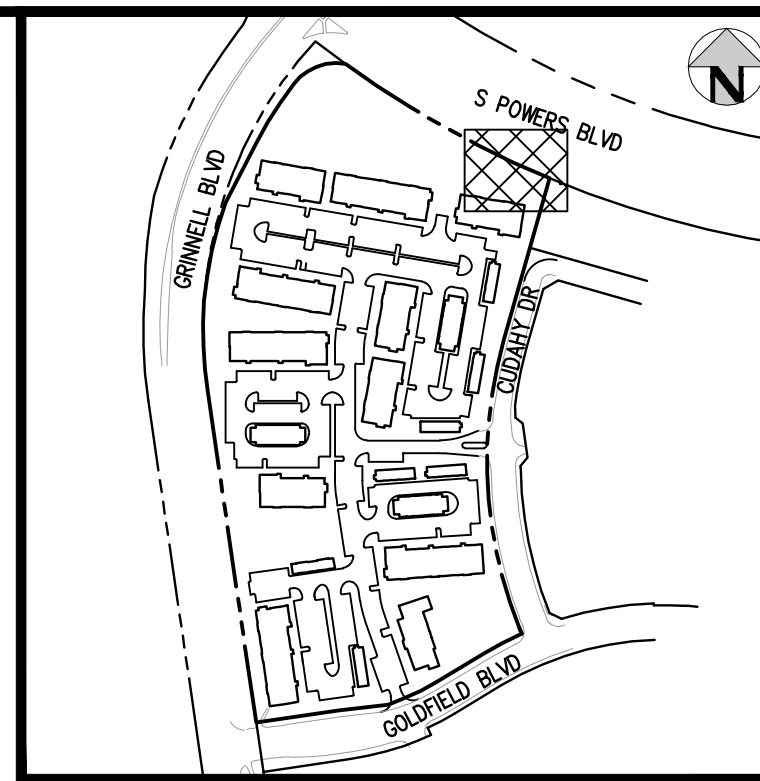 N
S POWERS BLVD
GRINNELL BLVD
CUDAHY DR
GOLDFIELD BLVD